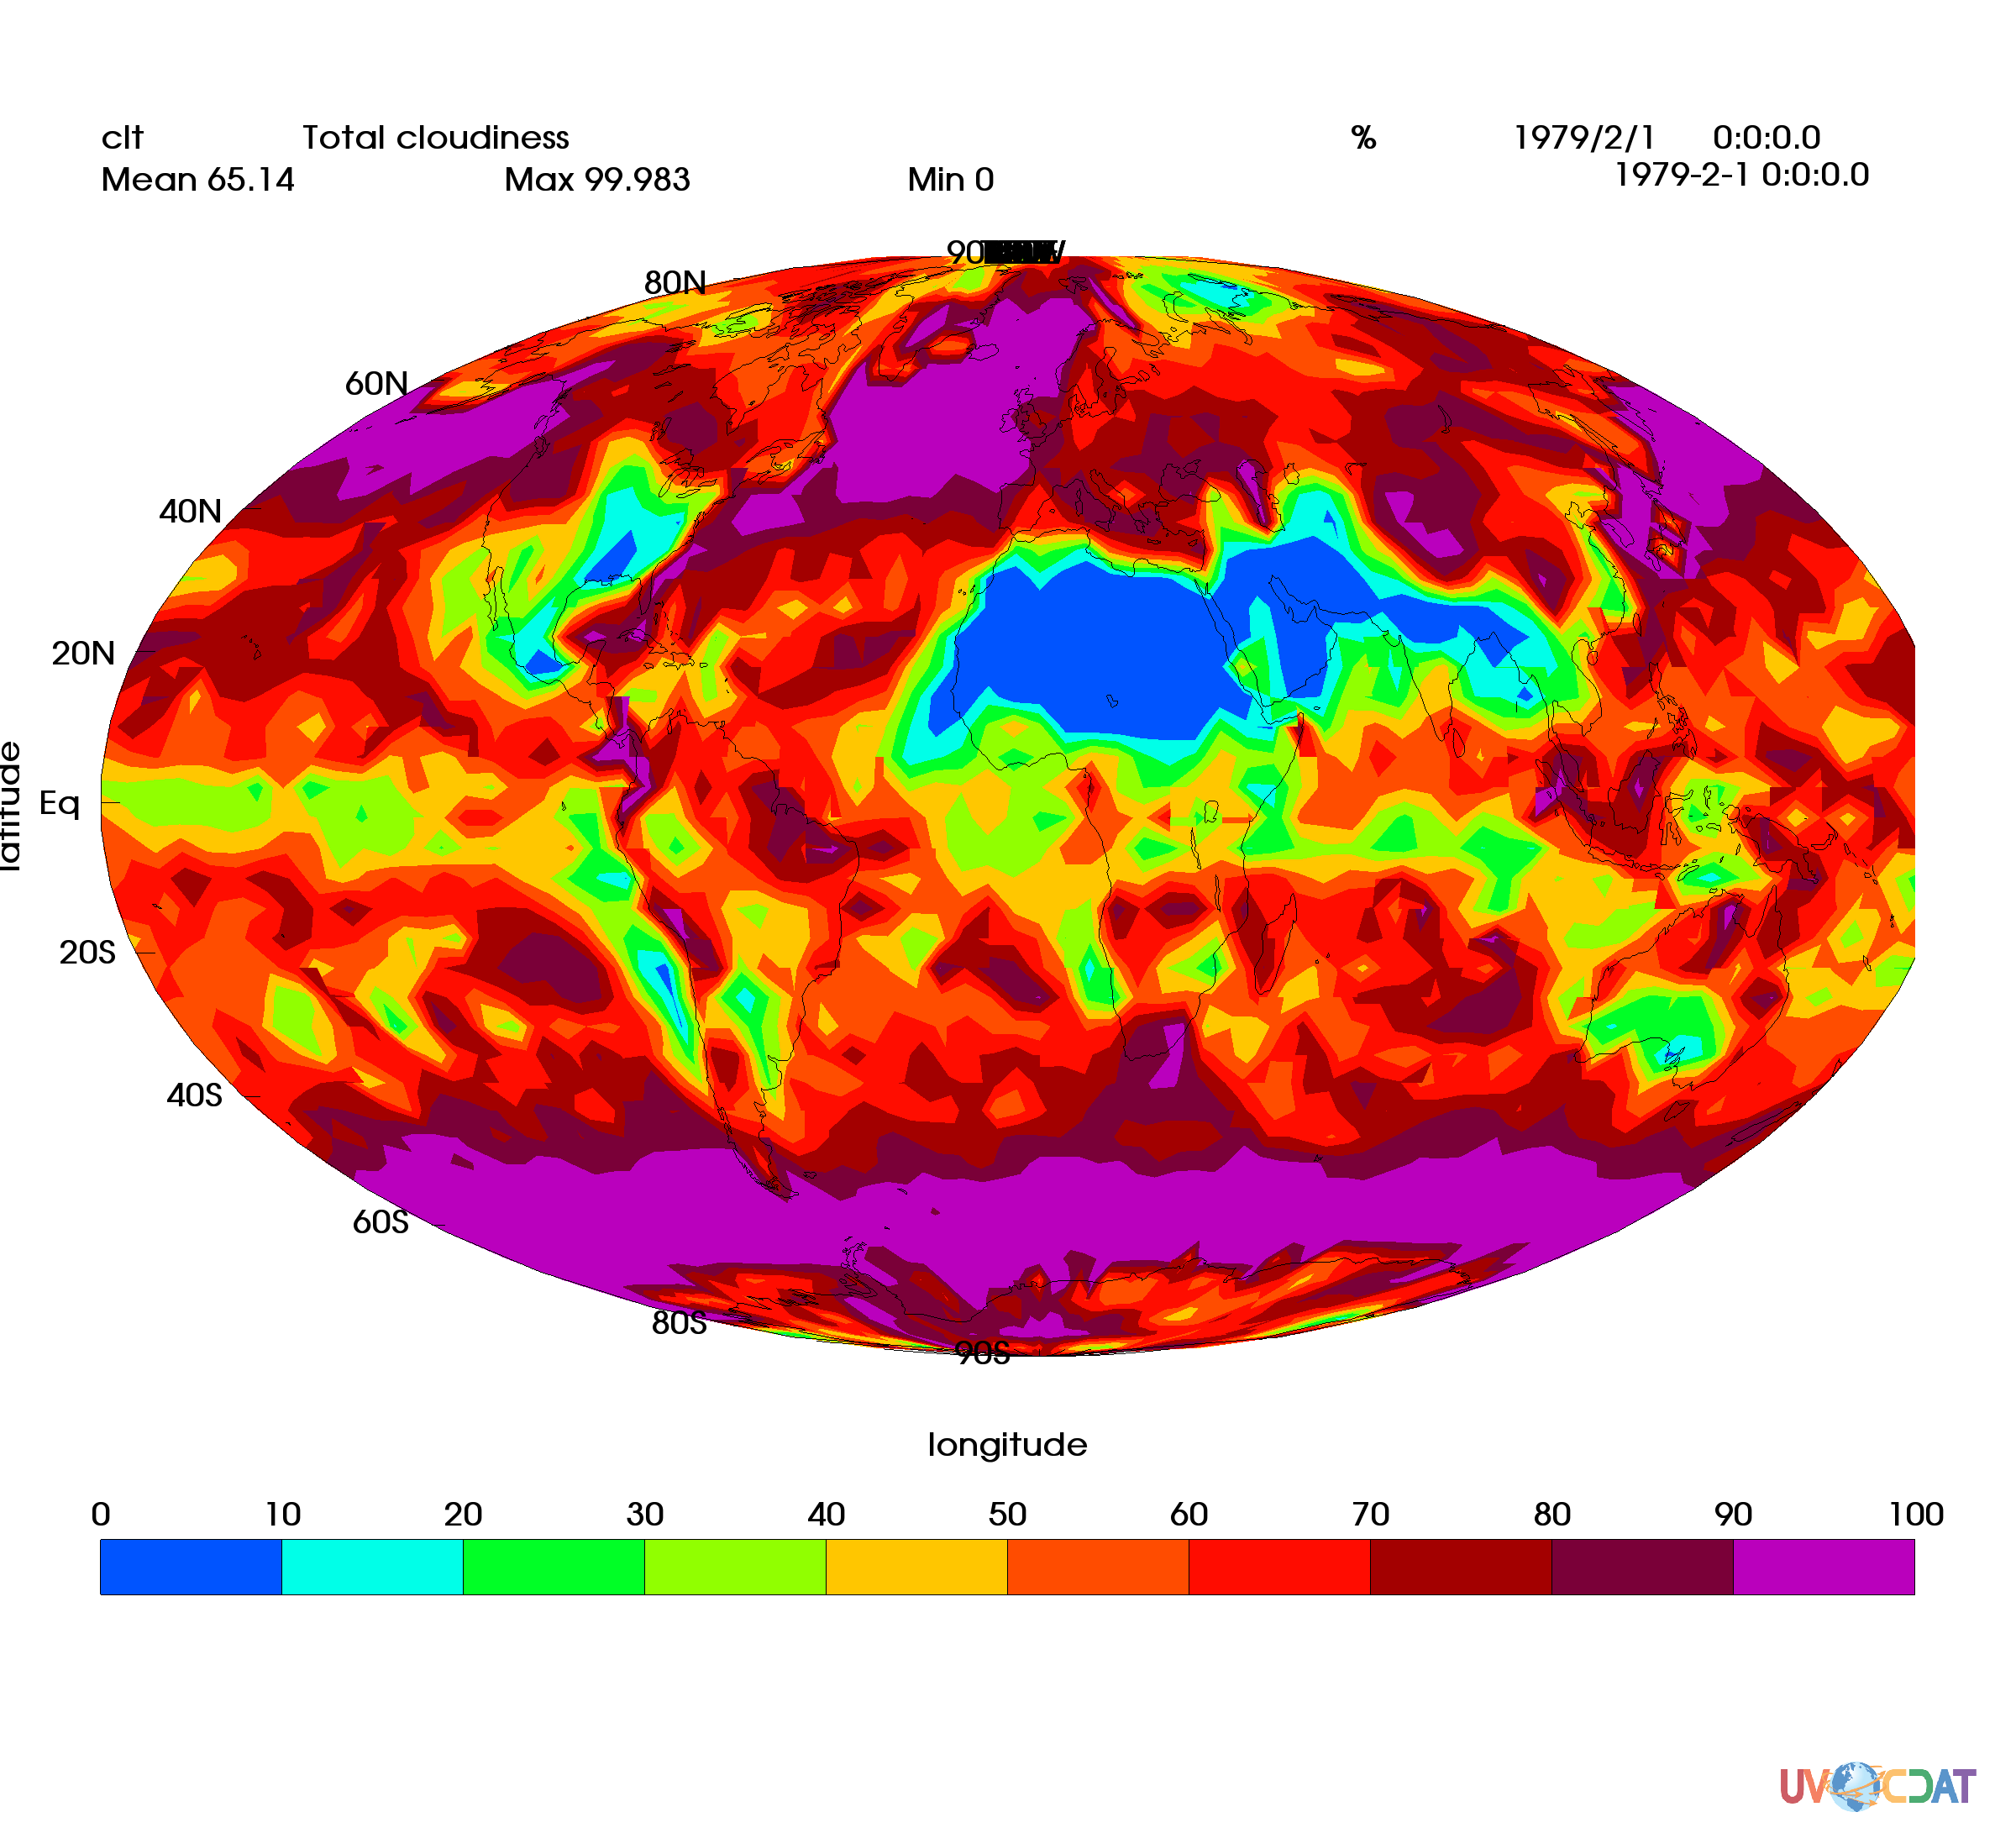 clt Total cloudiness % 1979/2/1 0:0:0.0
Mean 65.14 Max 99.983 Min 0 1979-2-1 0:0:0.0
80N
60N
40N
20N
latitude
Eq
20S
40S
60S
80S
90S
longitude
0 10 20 30 40 50 60 70 80 90 100
UV CDAT